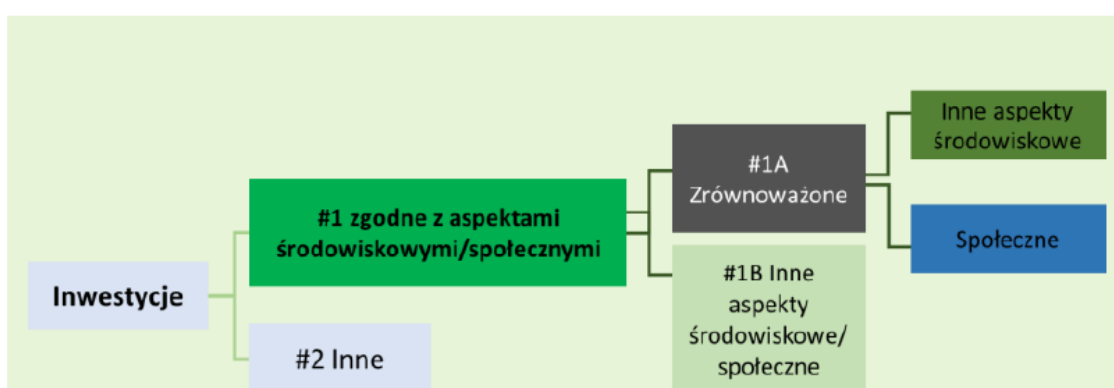 Inwestycje
#1 zgodne z aspektami
środowiskowymi/społecznymi
#2 Inne
#1A
Zrównoważone
#1B Inne
aspekty
środowiskowe/
społeczne
Inne aspekty
środowiskowe
Społeczne